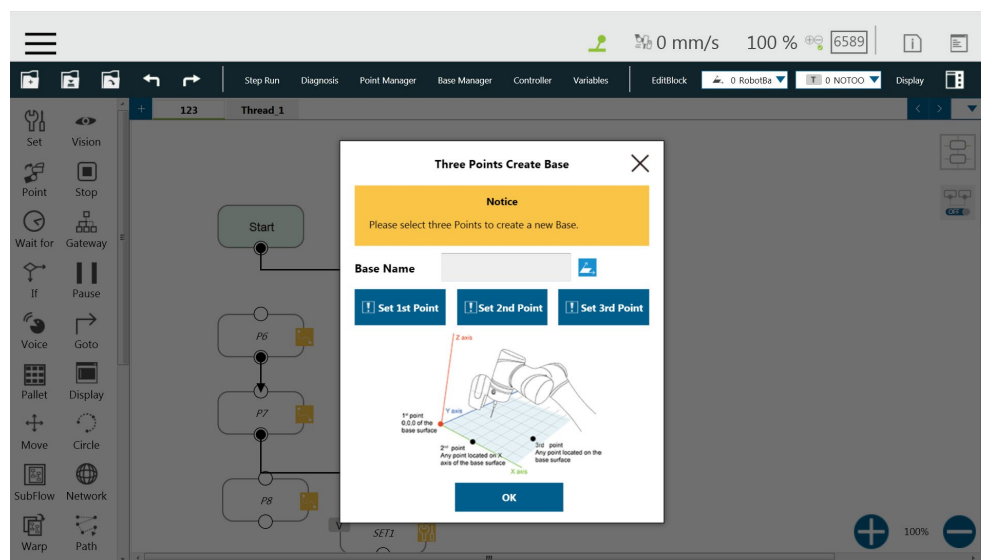 0 mm/s 100 % 6589
Step Run Diagnosis Point Manager Base Manager Controller Variables EditBlock 0 RobotBa T 0 NOTOO Display
+ 123 Thread_1
Set Vision
Point Stop
Wait for Gateway
If Pause
Voice Goto
Pallet Display
Move Circle
SubFlow Network
Warp Path
Start
P6
P7
P8
V
SET1
Three Points Create Base
Notice
Please select three Points to create a new Base.
Base Name
Set 1st Point Set 2nd Point Set 3rd Point
Z axis
Y axis
1st point
0,0,0 of the
base surface
2nd point
Any point located on X
axis of the base surface
3rd point
Any point located on the
base surface
X axis
OK
100%